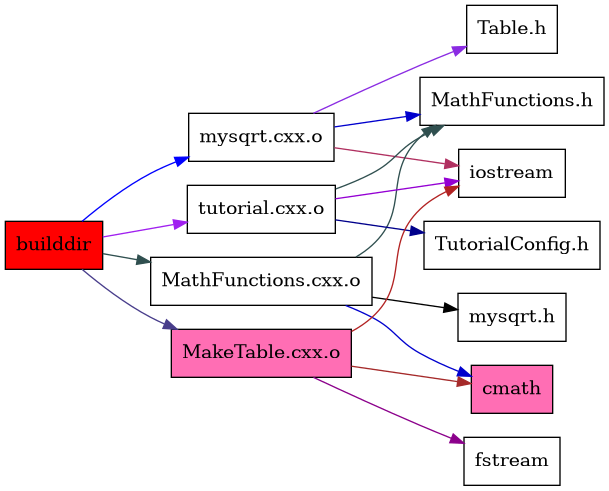 Table.h
MathFunctions.h
mysqrt.cxx.o
iostream
tutorial.cxx.o
builddir
TutorialConfig.h
MathFunctions.cxx.o
mysqrt.h
MakeTable.cxx.o
cmath
fstream